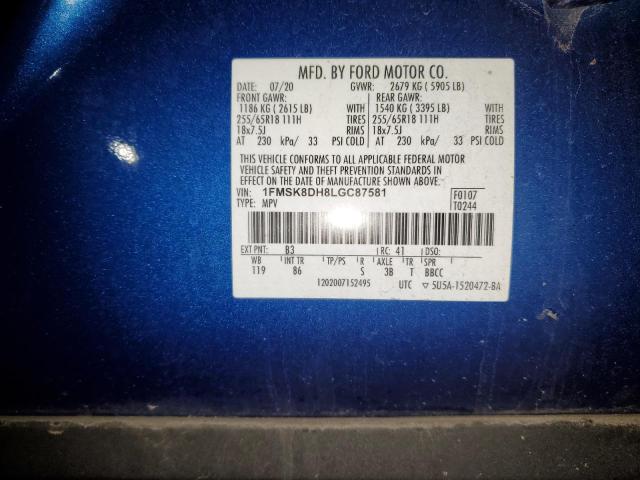 MFD. BY FORD MOTOR CO.
DATE: 07/20 GVWR: 2679 KG ( 5905 LB)
FRONT GAWR: REAR GAWR:
1186 KG ( 2615 LB) WITH 1540 KG ( 3395 LB) WITH
255/65R18 111H TIRES 255/65R18 111H TIRES
18x7.5J RIMS 18x7.5J RIMS
AT 230 kPa/ 33 PSI COLD AT 230 kPa/ 33 PSI COLD
THIS VEHICLE CONFORMS TO ALL APPLICABLE FEDERAL MOTOR
VEHICLE SAFETY AND THEFT PREVENTION STANDARDS IN
EFFECT ON THE DATE OF MANUFACTURE SHOWN ABOVE.
VIN: 1FMSK8DH8LGC87581 F0107
TYPE: MPV T0244
EXT PNT: B3 RC: 41 DSO:
WB INT TR TP/PS R AXLE TR SPR
119 86 S 3B T BBCC
1202007152495 UTC ▽ 5U5A-1520472-BA